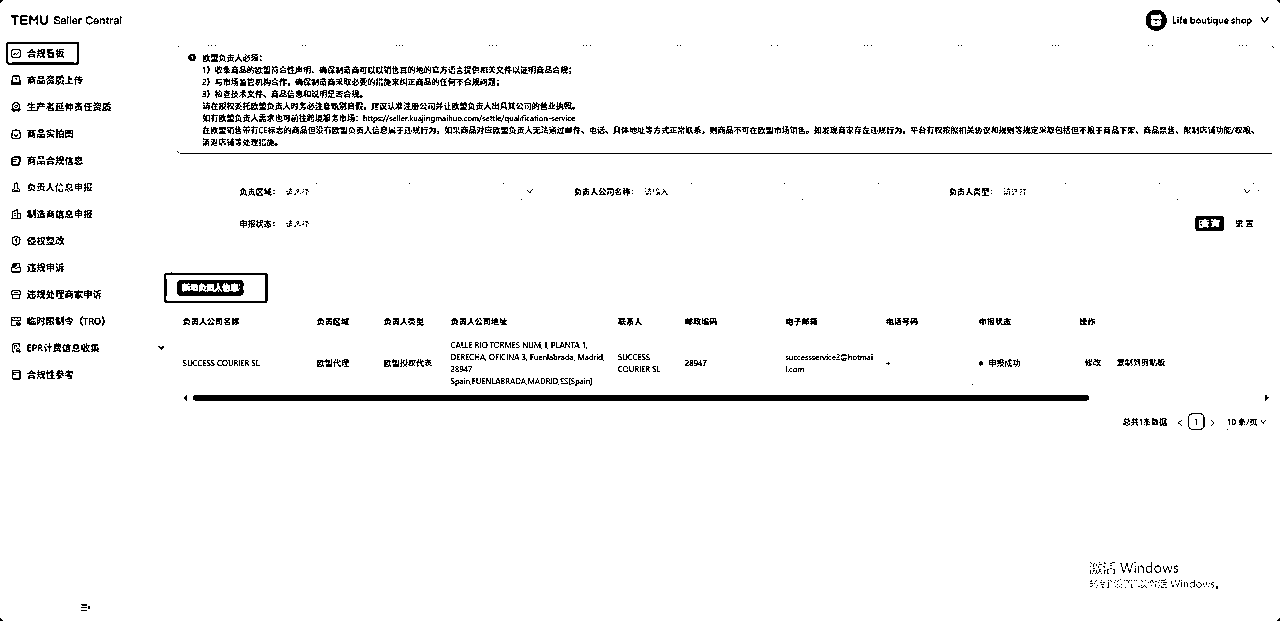 TEMU Seller Central
Life boutique shop
合规看板
商品资质上传
生产者延伸责任资质
商品实拍图
商品合规信息
负责人信息申报
制造商信息申报
侵权整改
违规申诉
违规处理商家申诉
临时限制令（TRO）
EPR计费信息收集
合规性参考
欧盟负责人必须：
1）收集商品的欧盟符合性声明，确保制造商可以以销售目的地的官方语言提供相关文件以证明商品合规；
2）与市场监管机构合作，确保制造商采取必要的措施来纠正商品的任何不合规问题；
3）检查技术文件、商品信息和说明是否合规。
请在授权委托欧盟负责人时务必注意甄别真假，建议认准注册公司并让欧盟负责人出具其公司的营业执照。
如有欧盟负责人需求也可前往跨境服务市场：https://seller.kuajingmaihuo.com/settle/qualification-service
在欧盟销售带有CE标志的商品但没有欧盟负责人信息属于违规行为，如果商品对应欧盟负责人无法通过邮件、电话、具体地址等方式正常联系，则商品不可在欧盟市场销售。如发现商家存在违规行为，平台有权按照相关协议和规则等规定采取包括但不限于商品下架、商品禁售、限制店铺功能/权限、
清退店铺等处理措施。
负责区域： 请选择
负责人公司名称： 请输入
负责人类型： 请选择
申报状态： 请选择
查询 重置
新增负责人信息
负责人公司名称 负责区域 负责人类型 负责人公司地址 联系人 邮政编码 电子邮箱 电话号码 申报状态 操作
SUCCESS COURIER SL 欧盟代理 欧盟授权代表
CALLE RIO TORMES NUM, 1, PLANTA 1,
DERECHA, OFICINA 3, Fuenlabrada, Madrid,
28947
Spain,FUENLABRADA,MADRID,ES[Spain]
SUCCESS
COURIER SL
28947
successservice2@hotmai
l.com
+
申报成功
修改 复制到剪贴板
总共1条数据 < 1 > 10 条/页
激活 Windows
转到"设置"以激活 Windows。